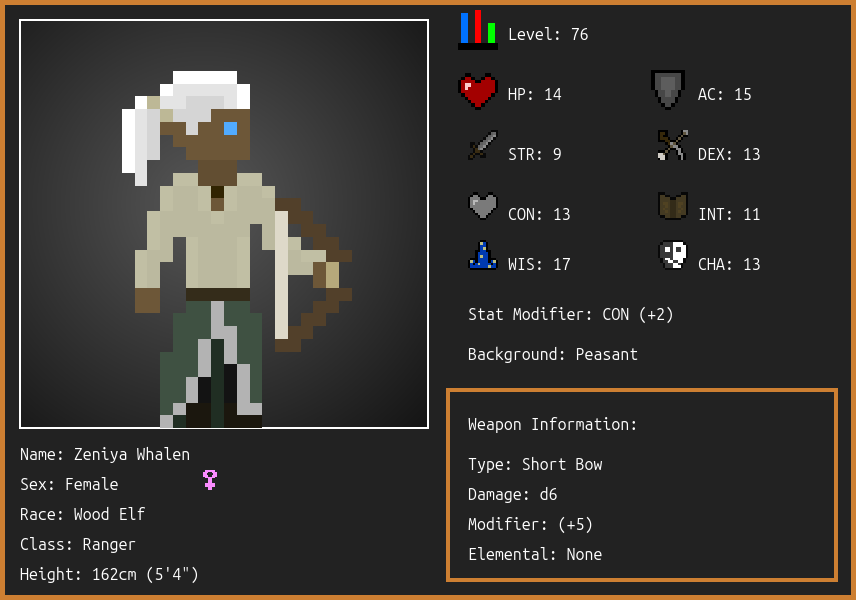 Level: 76
HP: 14
AC: 15
STR: 9
DEX: 13
CON: 13
INT: 11
WIS: 17
CHA: 13
Stat Modifier: CON (+2)
Background: Peasant
Weapon Information:
Type: Short Bow
Damage: d6
Modifier: (+5)
Elemental: None
Name: Zeniya Whalen
Sex: Female
Race: Wood Elf
Class: Ranger
Height: 162cm (5'4")